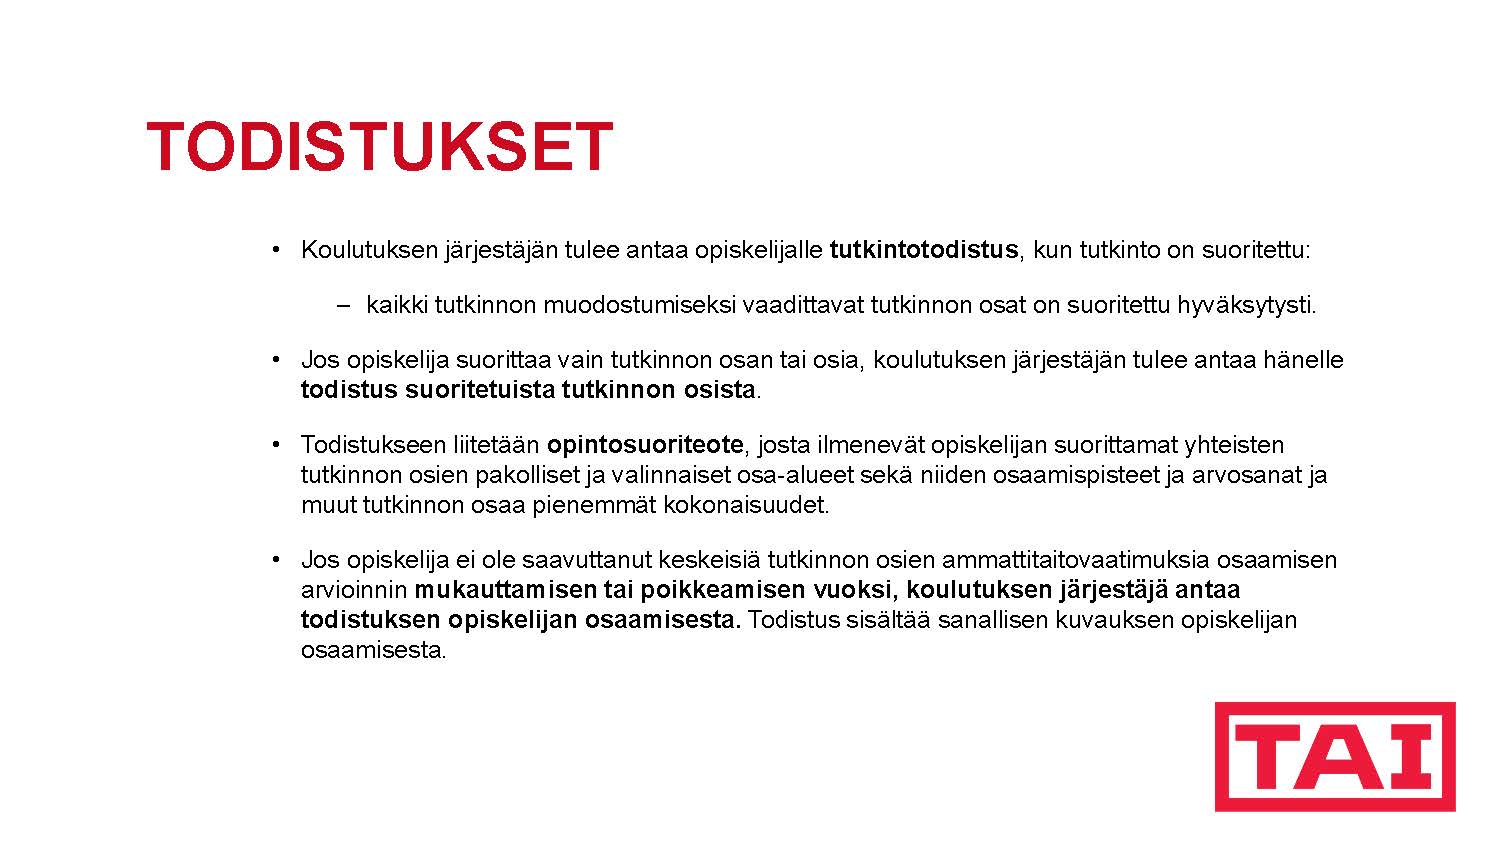 TODISTUKSET
• Koulutuksen järjestäjän tulee antaa opiskelijalle tutkintotodistus, kun tutkinto on suoritettu:
– kaikki tutkinnon muodostumiseksi vaadittavat tutkinnon osat on suoritettu hyväksytysti.
• Jos opiskelija suorittaa vain tutkinnon osan tai osia, koulutuksen järjestäjän tulee antaa hänelle
todistus suoritetuista tutkinnon osista.
• Todistukseen liitetään opintosuoriteote, josta ilmenevät opiskelijan suorittamat yhteisten
tutkinnon osien pakolliset ja valinnaiset osa-alueet sekä niiden osaamispisteet ja arvosanat ja
muut tutkinnon osaa pienemmät kokonaisuudet.
• Jos opiskelija ei ole saavuttanut keskeisiä tutkinnon osien ammattitaitovaatimuksia osaamisen
arvioinnin mukauttamisen tai poikkeamisen vuoksi, koulutuksen järjestäjä antaa
todistuksen opiskelijan osaamisesta. Todistus sisältää sanallisen kuvauksen opiskelijan
osaamisesta.
TAI